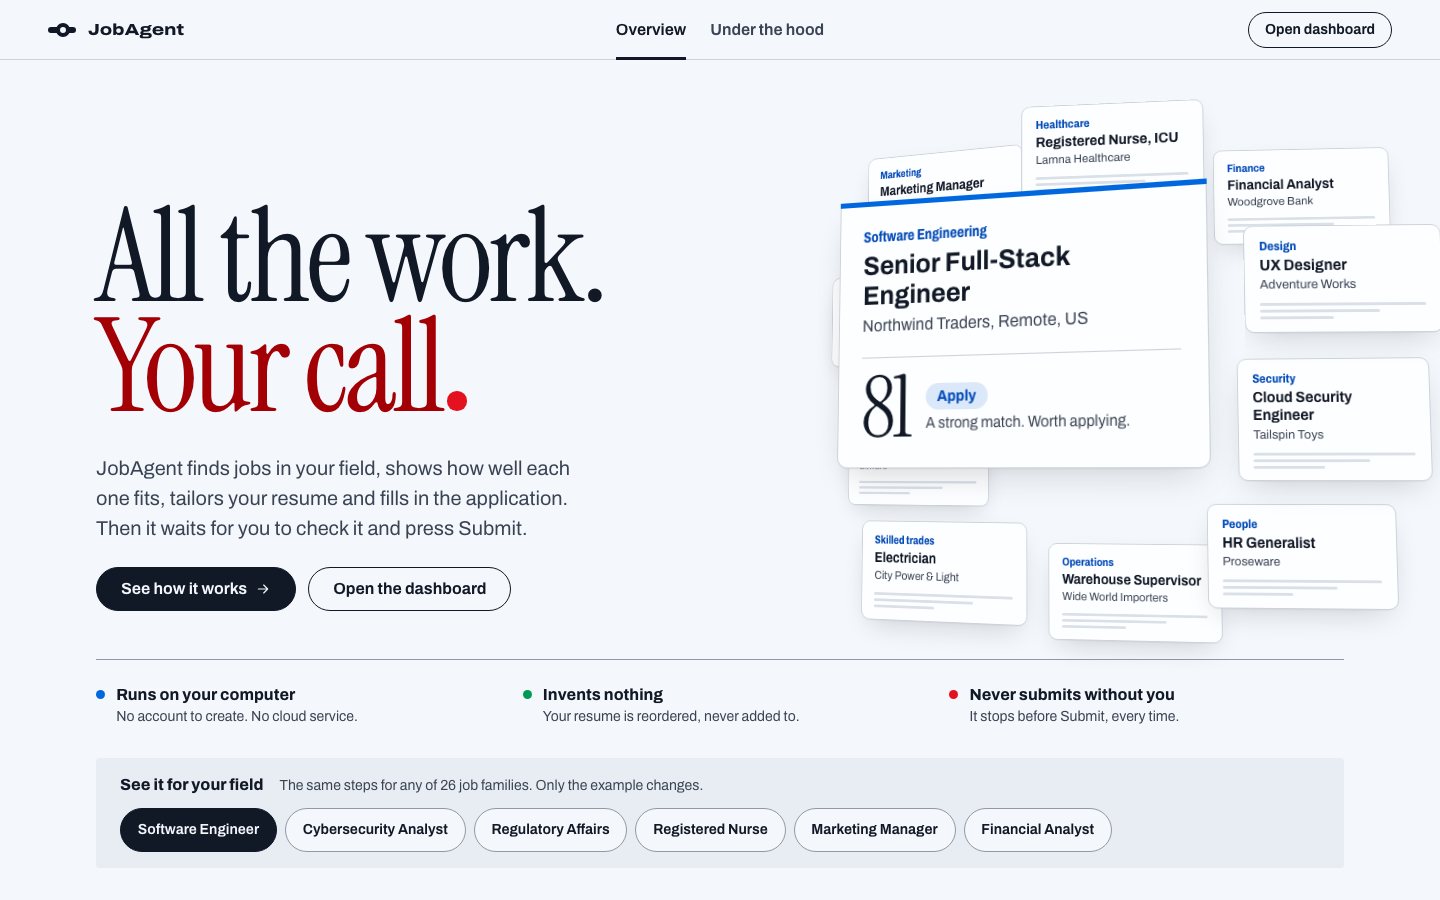 JobAgent
Overview
Under the hood
Open dashboard
All the work.
Your call.
JobAgent finds jobs in your field, shows how well each
one fits, tailors your resume and fills in the application.
Then it waits for you to check it and press Submit.
See how it works →
Open the dashboard
Marketing
Marketing Manager
Healthcare
Registered Nurse, ICU
Lamna Healthcare
Finance
Financial Analyst
Woodgrove Bank
Software Engineering
Senior Full-Stack
Engineer
Northwind Traders, Remote, US
81
Apply
A strong match. Worth applying.
Design
UX Designer
Adventure Works
Security
Cloud Security
Engineer
Tailspin Toys
Skilled trades
Electrician
City Power & Light
Operations
Warehouse Supervisor
Wide World Importers
People
HR Generalist
Proseware
Runs on your computer
No account to create. No cloud service.
Invents nothing
Your resume is reordered, never added to.
Never submits without you
It stops before Submit, every time.
See it for your field
The same steps for any of 26 job families. Only the example changes.
Software Engineer
Cybersecurity Analyst
Regulatory Affairs
Registered Nurse
Marketing Manager
Financial Analyst